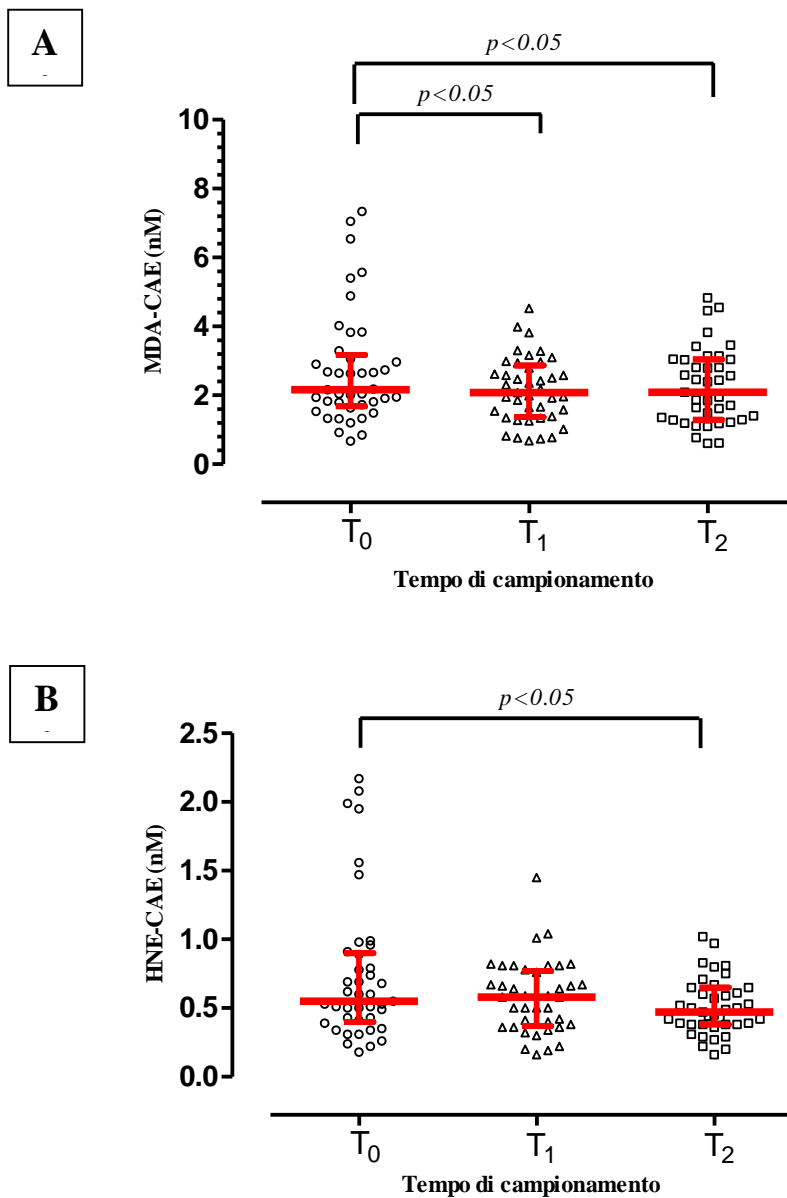 A
p<0.05
p<0.05
10
8
6
4
2
0
MDA-CAE (nM)
T0 T1 T2
Tempo di campionamento
B
p<0.05
2.5
2.0
1.5
1.0
0.5
0.0
HNE-CAE (nM)
T0 T1 T2
Tempo di campionamento